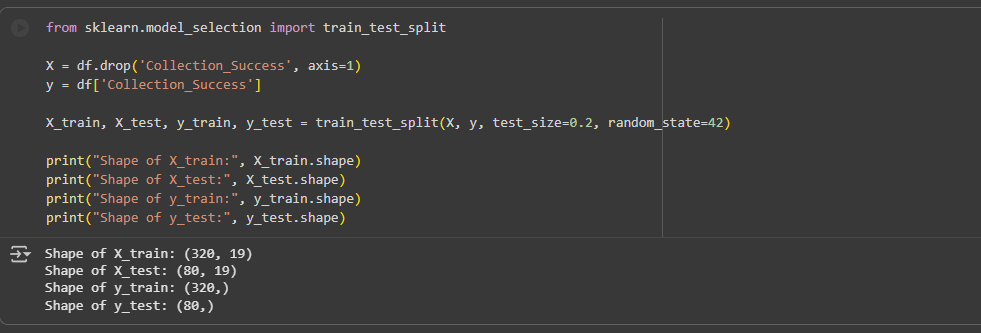 from sklearn.model_selection import train_test_split
X = df.drop('Collection_Success', axis=1)
y = df['Collection_Success']
X_train, X_test, y_train, y_test = train_test_split(X, y, test_size=0.2, random_state=42)
print("Shape of X_train:", X_train.shape)
print("Shape of X_test:", X_test.shape)
print("Shape of y_train:", y_train.shape)
print("Shape of y_test:", y_test.shape)
Shape of X_train: (320, 19)
Shape of X_test: (80, 19)
Shape of y_train: (320,)
Shape of y_test: (80,)